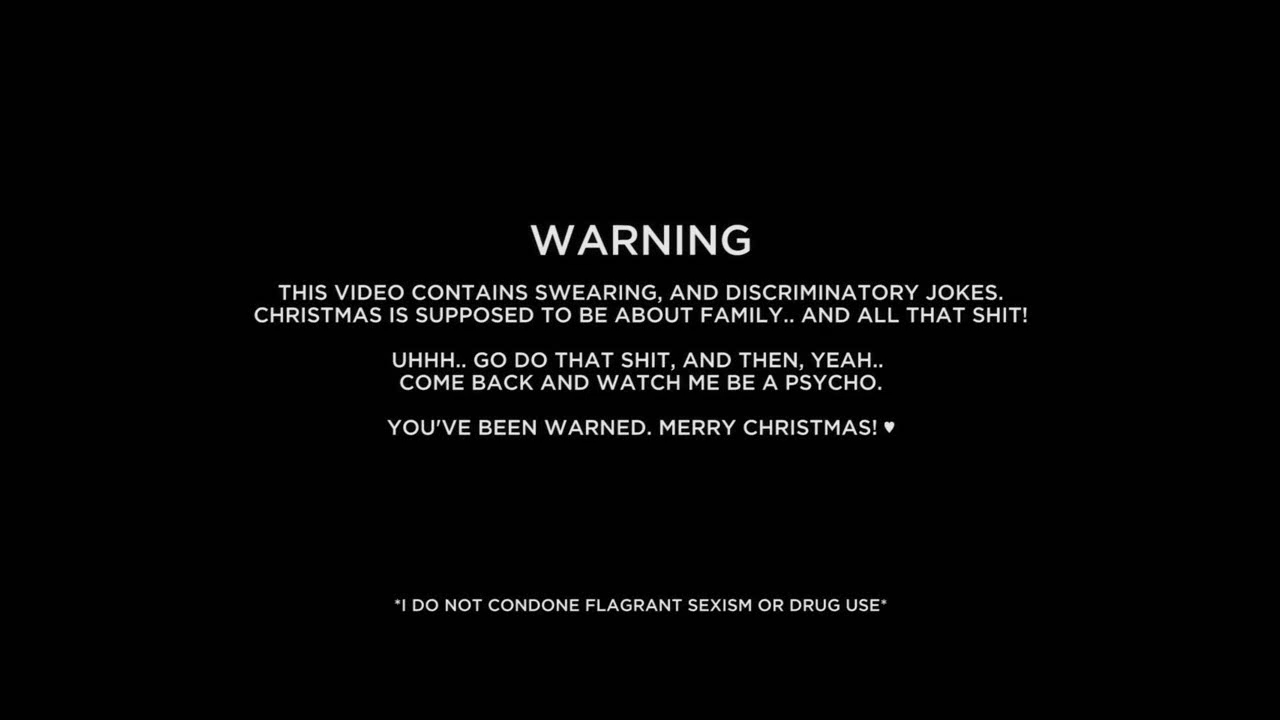 WARNING
THIS VIDEO CONTAINS SWEARING, AND DISCRIMINATORY JOKES.
CHRISTMAS IS SUPPOSED TO BE ABOUT FAMILY.. AND ALL THAT SHIT!
UHHH.. GO DO THAT SHIT, AND THEN, YEAH..
COME BACK AND WATCH ME BE A PSYCHO.
YOU'VE BEEN WARNED. MERRY CHRISTMAS! ♥
*I DO NOT CONDONE FLAGRANT SEXISM OR DRUG USE*